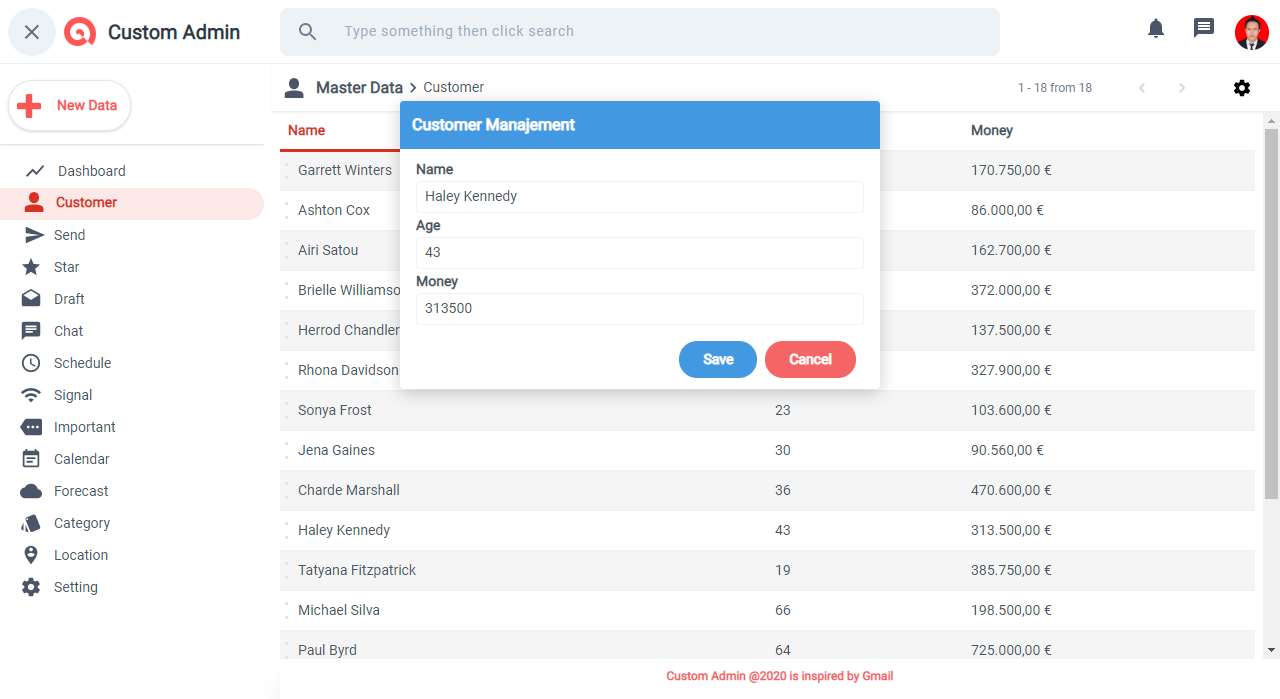 Custom Admin
Type something then click search
New Data
Master Data
Customer
1 - 18 from 18
Dashboard
Customer
Send
Star
Draft
Chat
Schedule
Signal
Important
Calendar
Forecast
Category
Location
Setting
Customer Manajement
Name
Haley Kennedy
Age
43
Money
313500
Save Cancel
Name Money
Garrett Winters 170.750,00 €
Ashton Cox 86.000,00 €
Airi Satou 162.700,00 €
Brielle Williamso 372.000,00 €
Herrod Chandler 137.500,00 €
Rhona Davidson 327.900,00 €
Sonya Frost 23 103.600,00 €
Jena Gaines 30 90.560,00 €
Charde Marshall 36 470.600,00 €
Haley Kennedy 43 313.500,00 €
Tatyana Fitzpatrick 19 385.750,00 €
Michael Silva 66 198.500,00 €
Paul Byrd 64 725.000,00 €
Custom Admin @2020 is inspired by Gmail